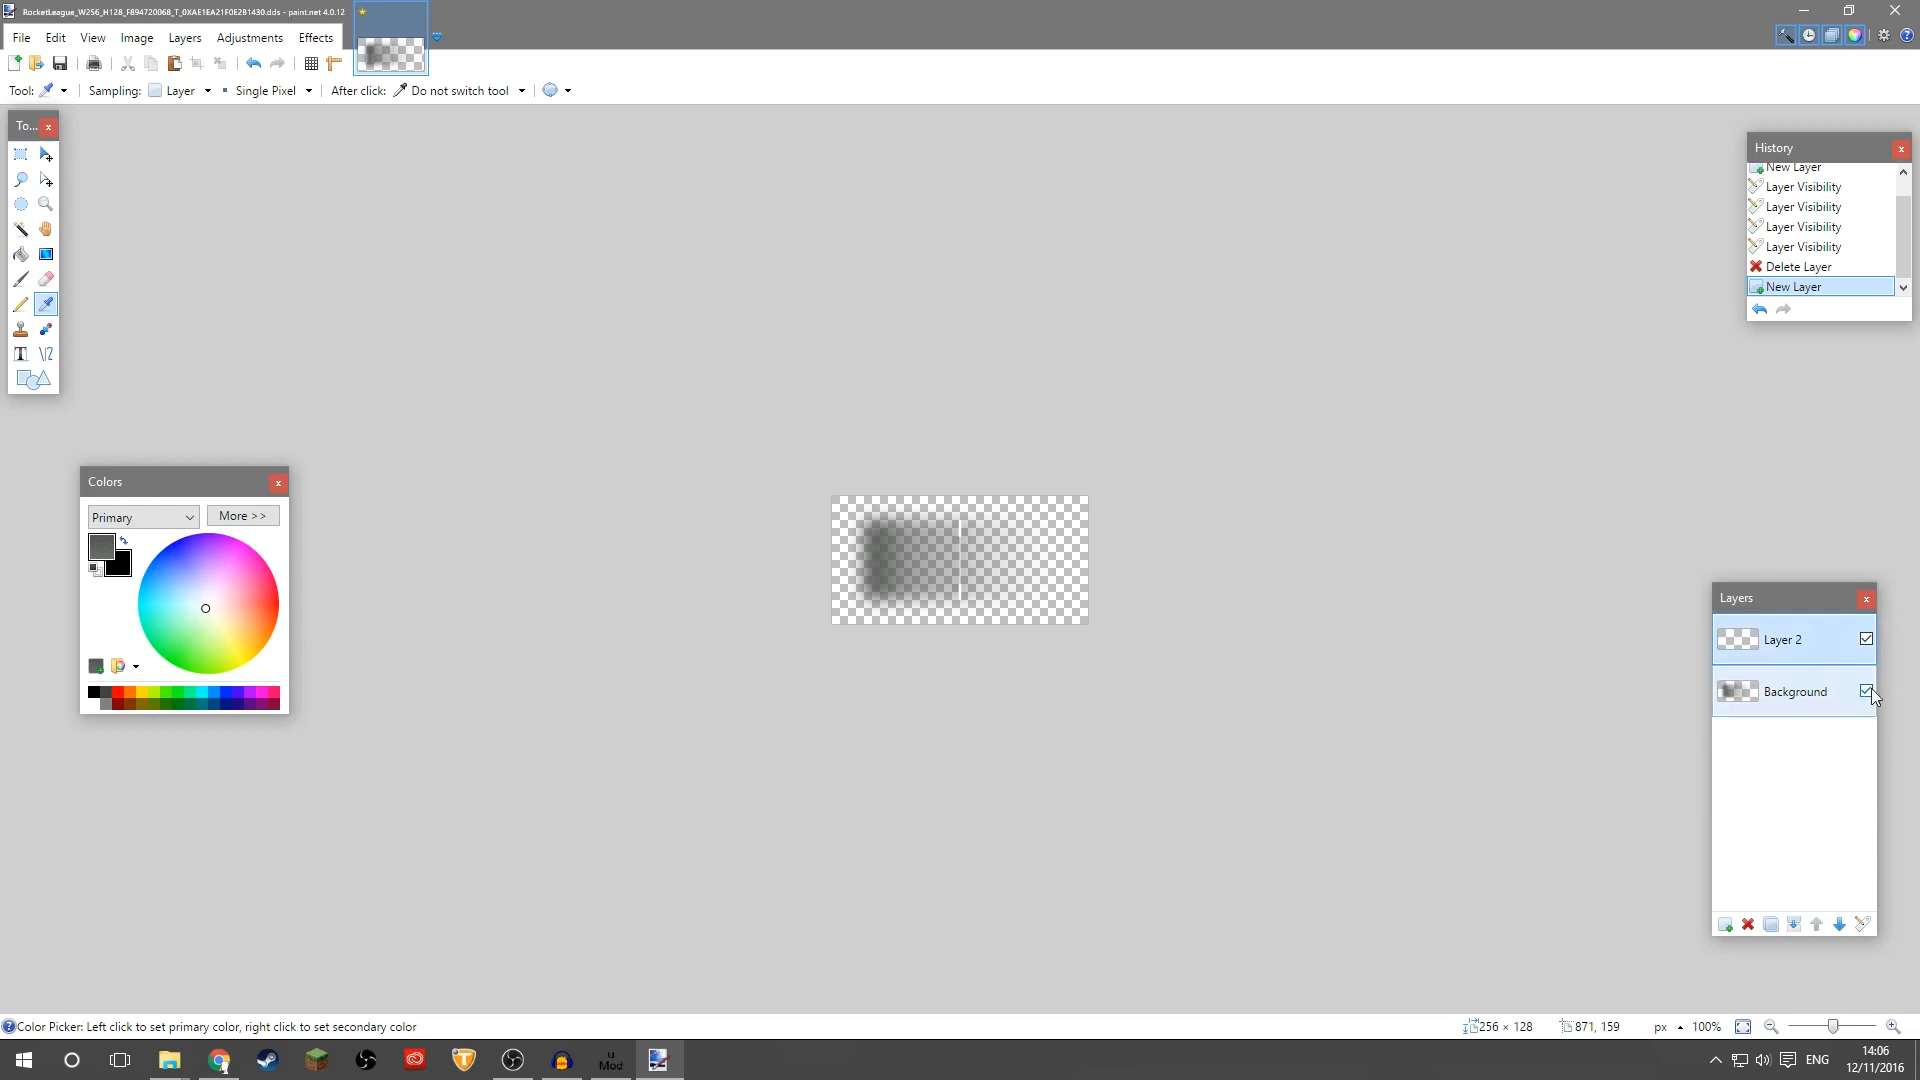 RocketLeague_W256_H128_F894720068_T_0XAE1EA21F0E2B1430.dds - paint.net 4.0.12
File Edit View Image Layers Adjustments Effects
Tool: Sampling: Layer Single Pixel After click: Do not switch tool
To...
History
New Layer
Layer Visibility
Layer Visibility
Layer Visibility
Layer Visibility
Delete Layer
New Layer
Colors
Primary More >>
Layers
Layer 2
Background
Color Picker: Left click to set primary color, right click to set secondary color 256 × 128 871, 159 px 100%
u
Mod
ENG
14:06
12/11/2016